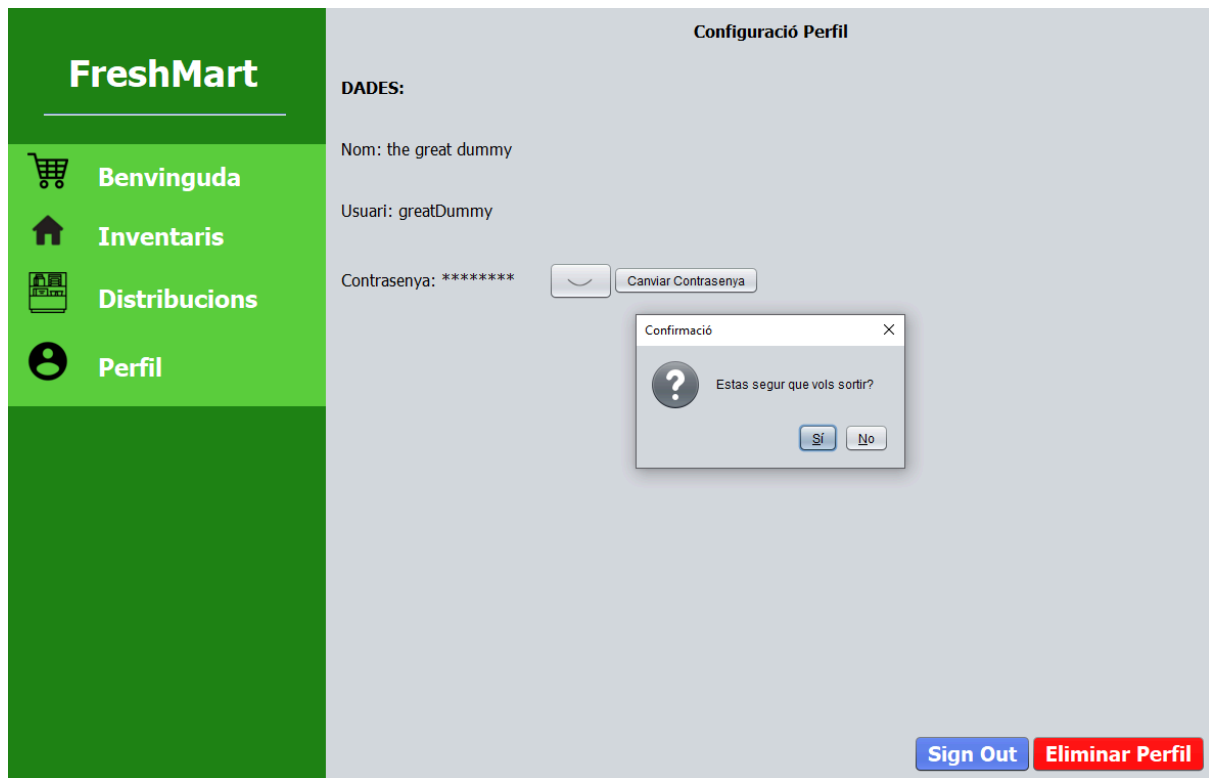 FreshMart
Benvinguda
Inventaris
Distribucions
Perfil
Configuració Perfil
DADES:
Nom: the great dummy
Usuari: greatDummy
Contrasenya: ********
Canviar Contrasenya
Confirmació
Estas segur que vols sortir?
Sí No
Sign Out Eliminar Perfil